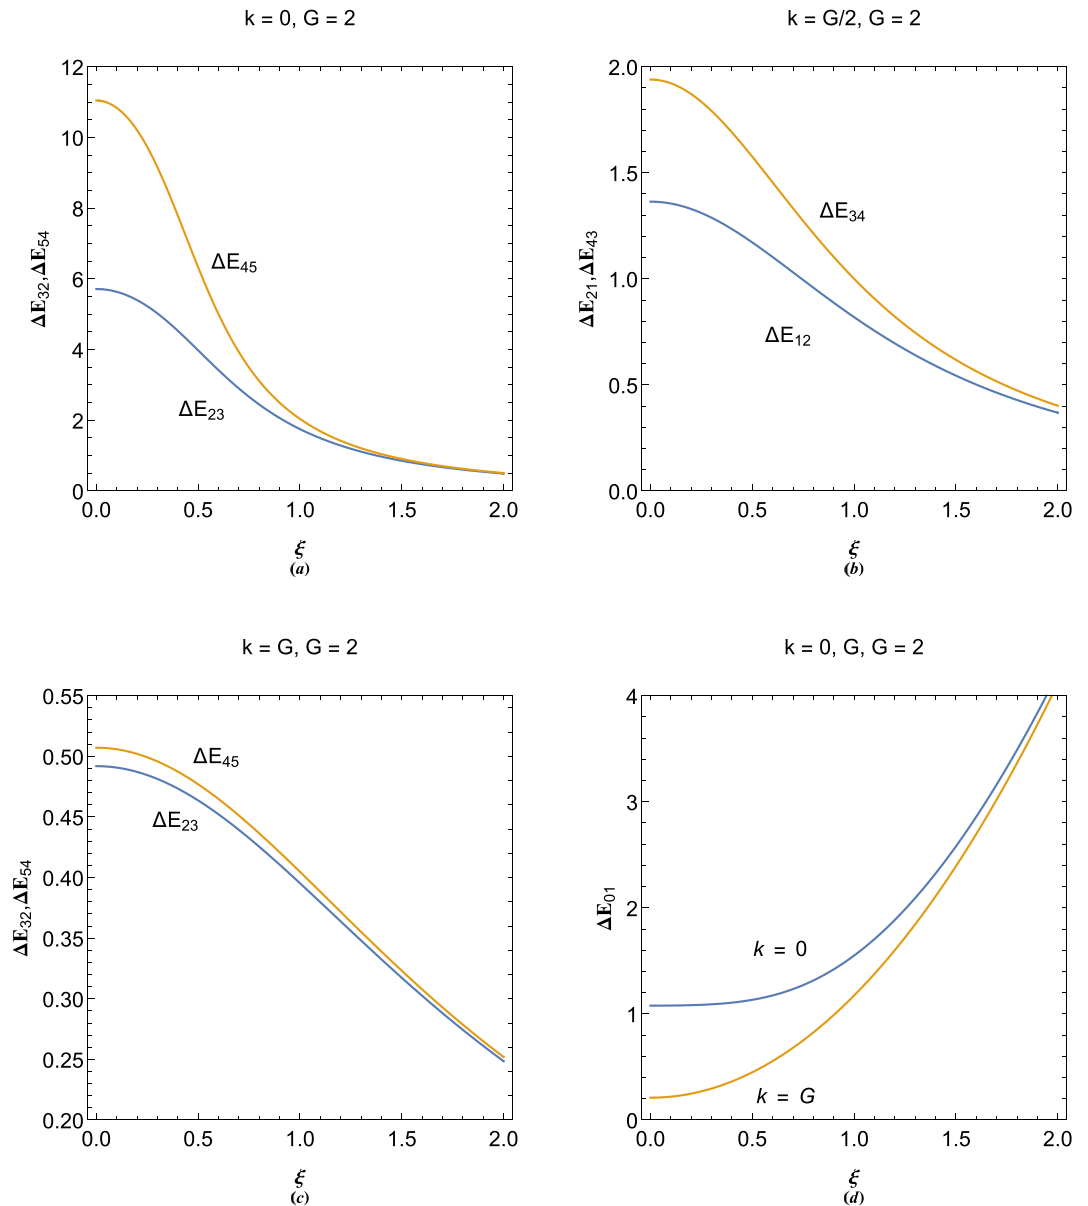 k = 0, G = 2
12
10
8
6
4
2
0
ΔE₃₂,ΔE₅₄
ΔE₄₅
ΔE₂₃
0.0 0.5 1.0 1.5 2.0
ξ
(a)
k = G/2, G = 2
2.0
1.5
1.0
0.5
0.0
ΔE₂₁,ΔE₄₃
ΔE₃₄
ΔE₁₂
0.0 0.5 1.0 1.5 2.0
ξ
(b)
k = G, G = 2
0.55
0.50
0.45
0.40
0.35
0.30
0.25
0.20
ΔE₃₂,ΔE₅₄
ΔE₄₅
ΔE₂₃
0.0 0.5 1.0 1.5 2.0
ξ
(c)
k = 0, G, G = 2
4
3
2
1
0
ΔE₀₁
k = 0
k = G
0.0 0.5 1.0 1.5 2.0
ξ
(d)